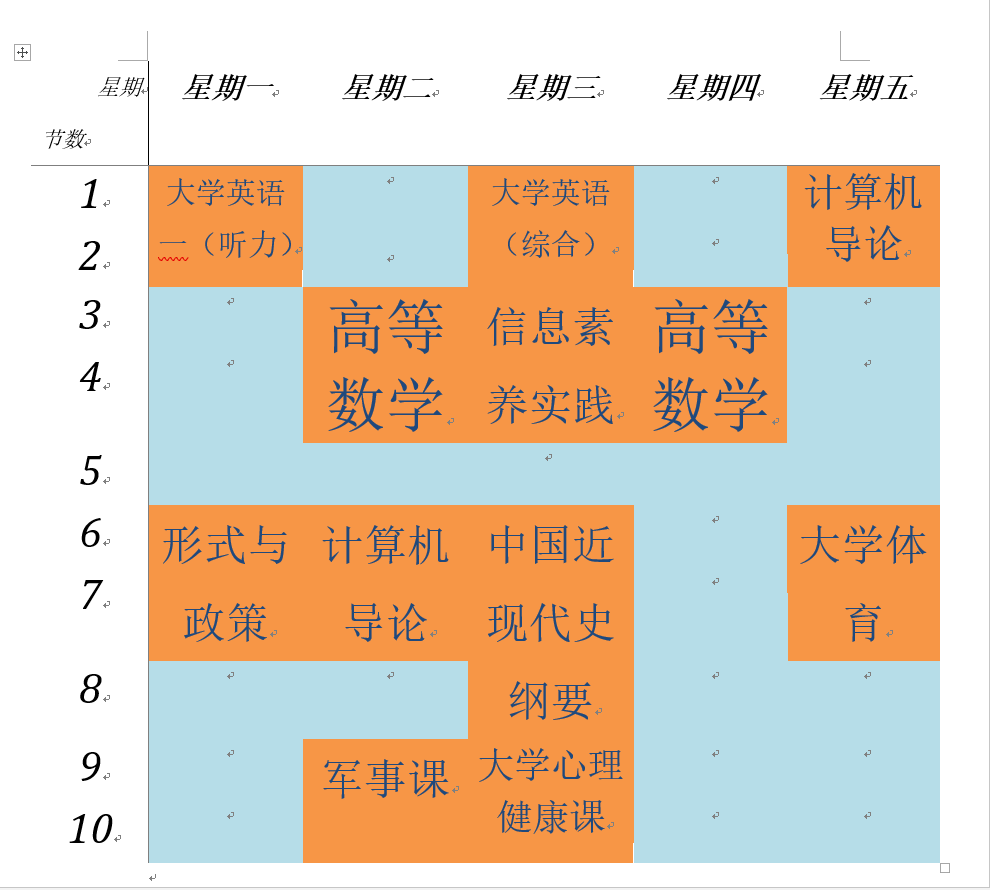 星期 星期一 星期二 星期三 星期四 星期五
节数
1 大学英语 大学英语 计算机
2 一（听力） （综合） 导论
3 高等 信息素 高等
4 数学 养实践 数学
5
6 形式与 计算机 中国近 大学体
7 政策 导论 现代史 育
8 纲要
9 军事课 大学心理
10 健康课